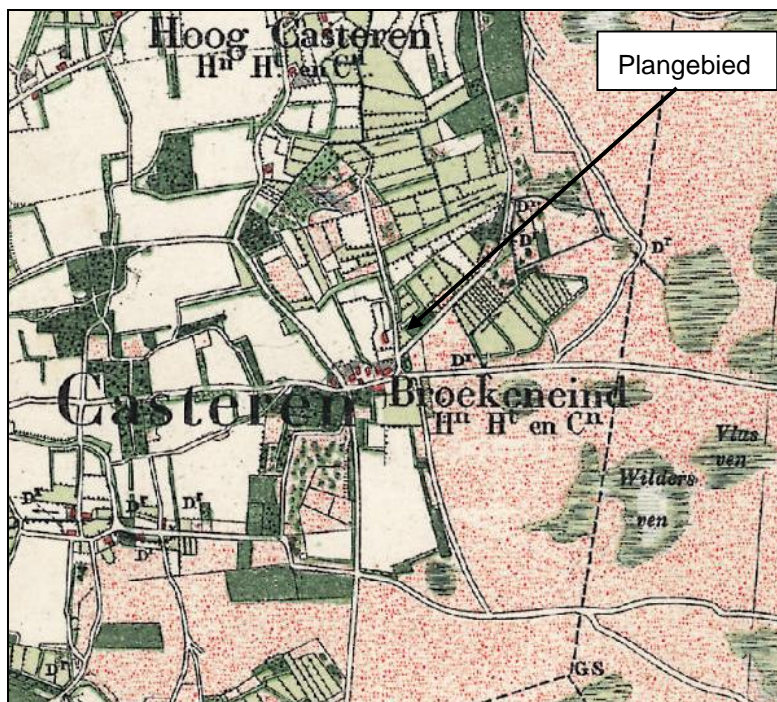 Hoog Casteren
Hⁿ Hᵗ en Cⁿ
Plangebied
Dʳ
D
Dʳ
Dʳ
Casteren
Broekeneind
Hⁿ Hᵗ en Cⁿ
Vlas
ven
Wilders
ven
Dʳ
Dʳ
Dʳ
Dʳ
Dʳ
G S